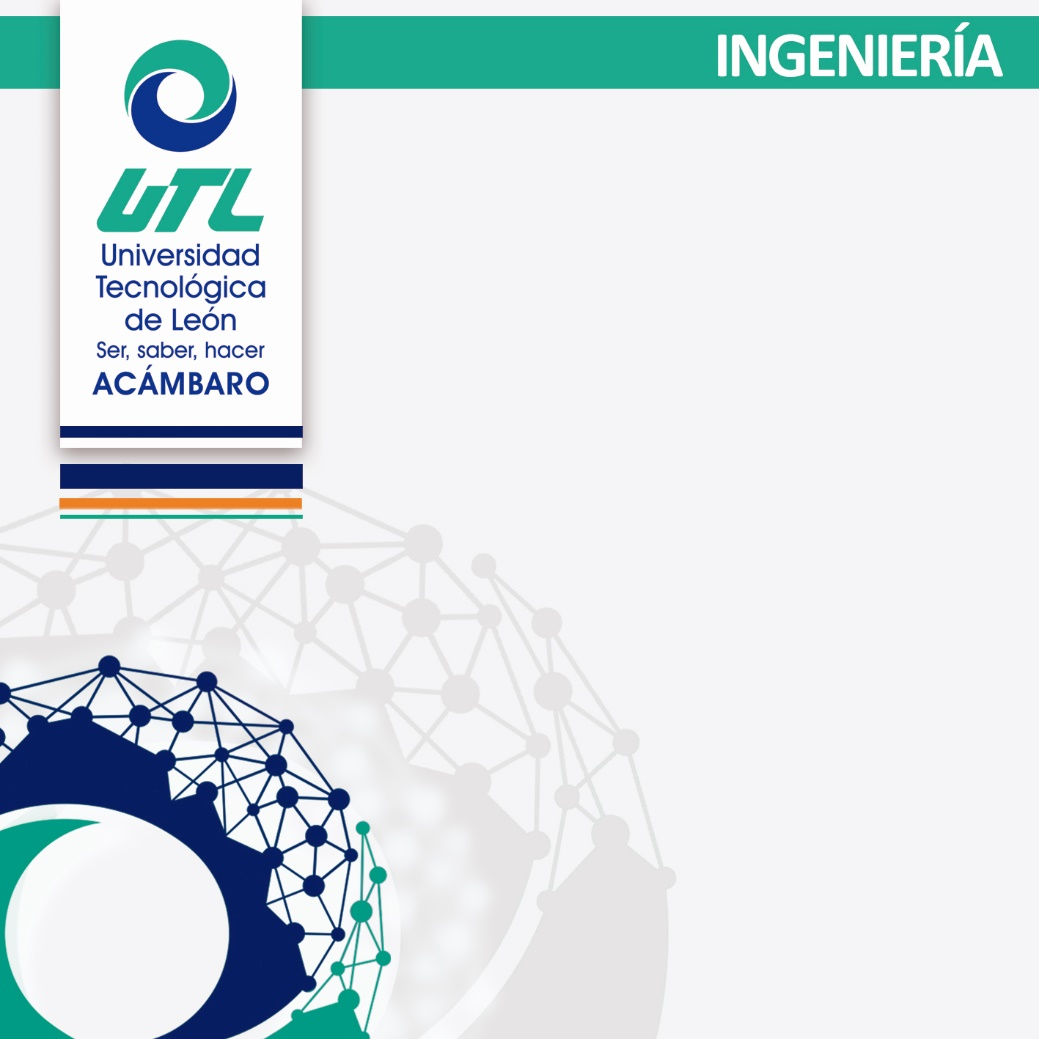 INGENIERÍA
UTL
Universidad
Tecnológica
de León
Ser, saber, hacer
ACÁMBARO